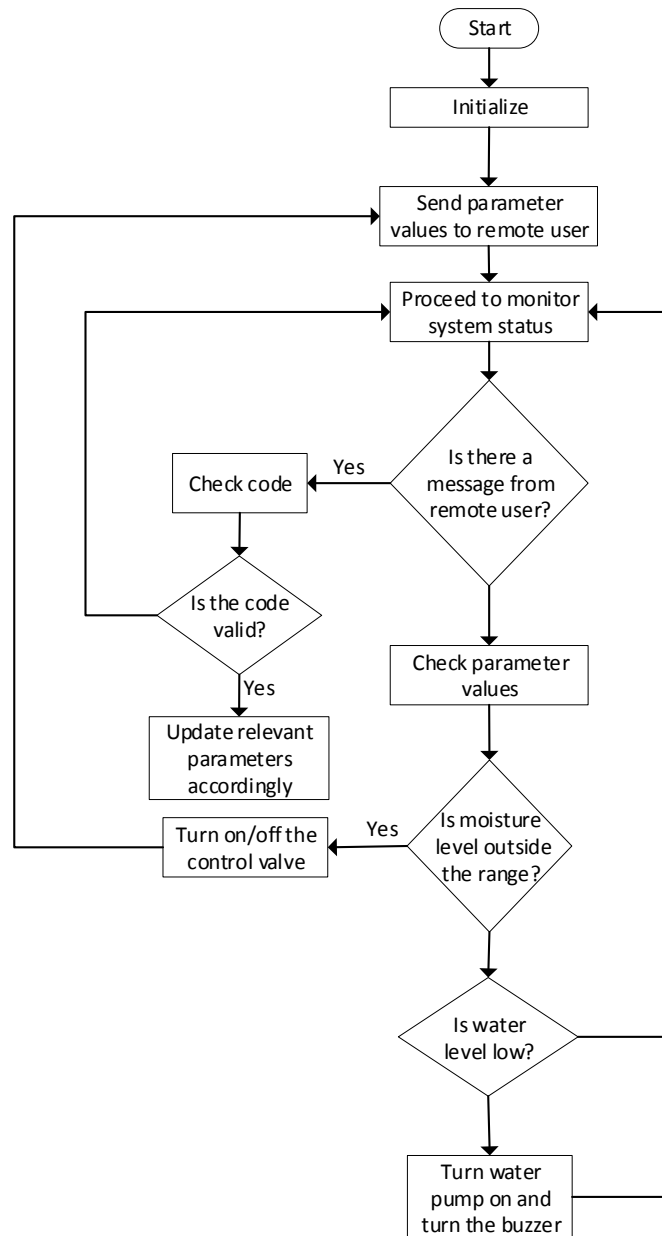 Start
Initialize
Send parameter
values to remote user
Proceed to monitor
system status
Is there a
message from
remote user?
Yes
Check code
Is the code
valid?
Yes
Update relevant
parameters
accordingly
Check parameter
values
Is moisture
level outside
the range?
Yes
Turn on/off the
control valve
Is water
level low?
Turn water
pump on and
turn the buzzer